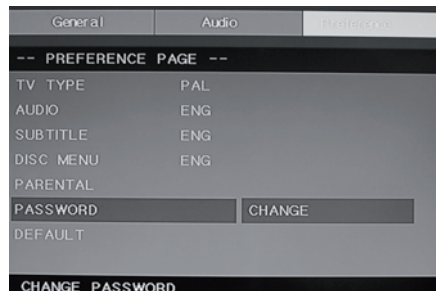 General Audio Preference
-- PREFERENCE PAGE --
TV TYPE PAL
AUDIO ENG
SUBTITLE ENG
DISC MENU ENG
PARENTAL
PASSWORD CHANGE
DEFAULT
CHANGE PASSWORD